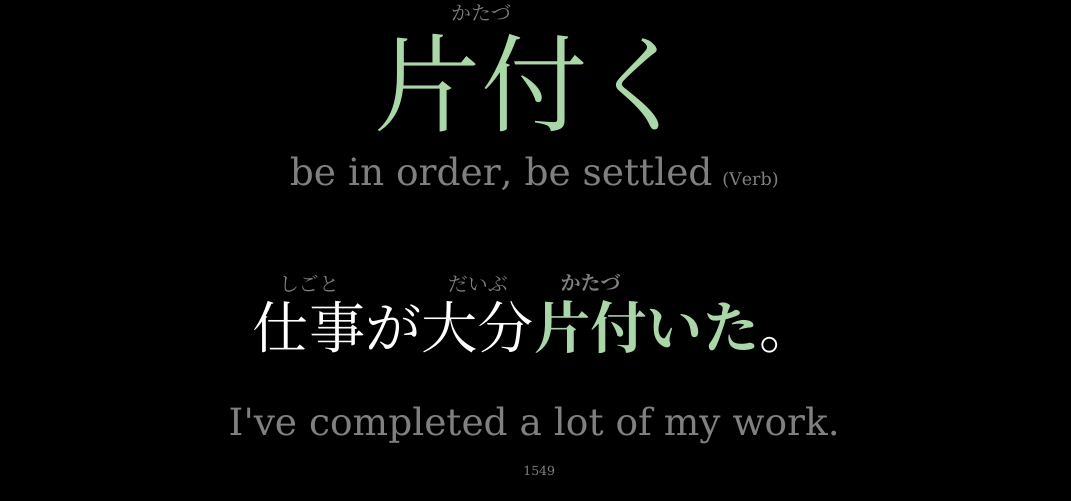 かたづ
片付く
be in order, be settled (Verb)
しごと だいぶ かたづ
仕事が大分片付いた。
I've completed a lot of my work.
1549